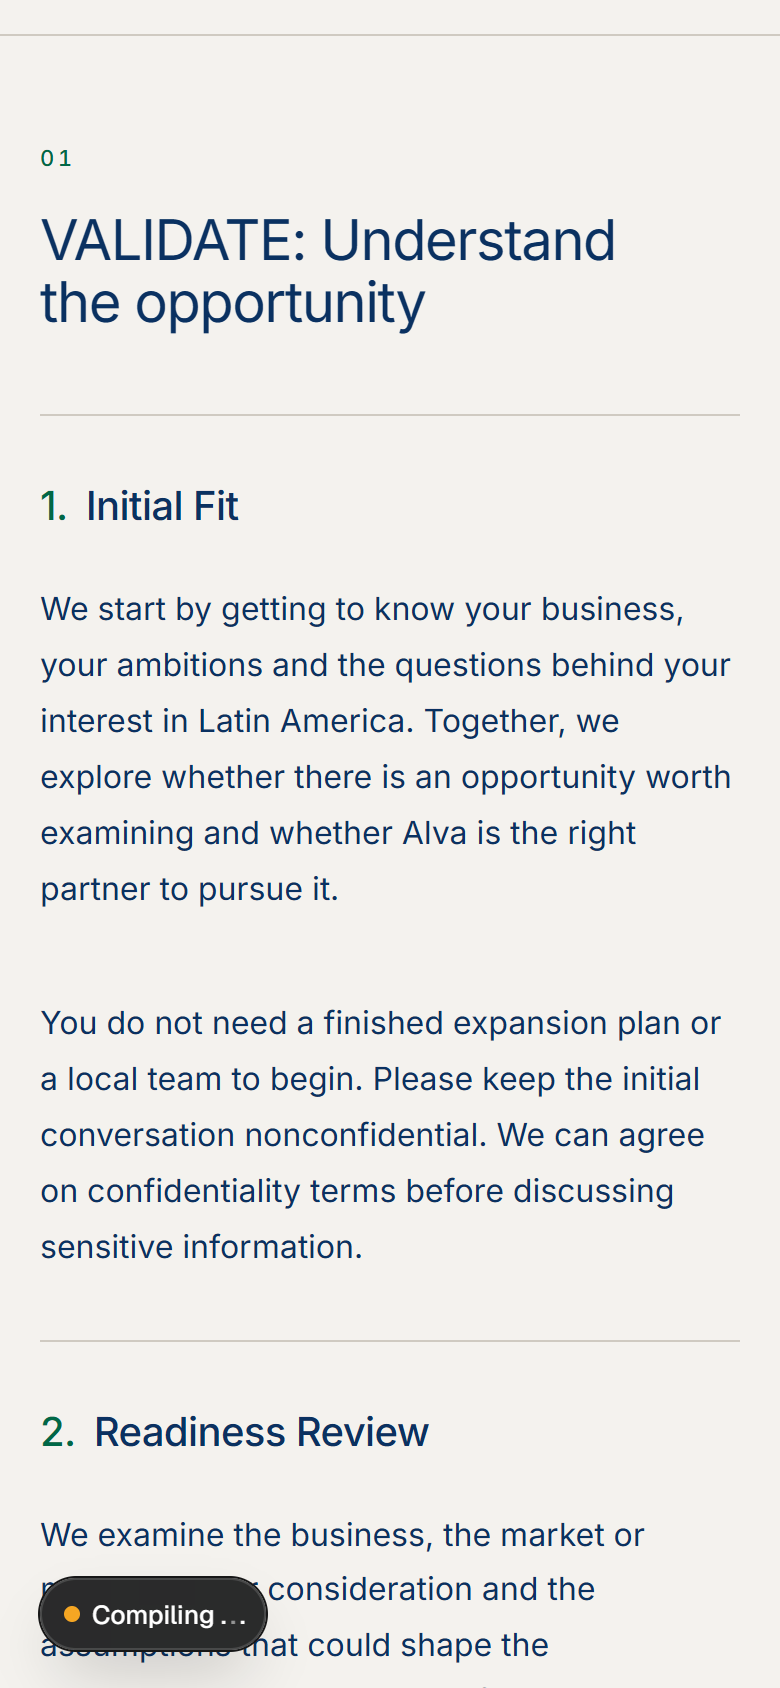 01
VALIDATE: Understand
the opportunity
1. Initial Fit
We start by getting to know your business,
your ambitions and the questions behind your
interest in Latin America. Together, we
explore whether there is an opportunity worth
examining and whether Alva is the right
partner to pursue it.
You do not need a finished expansion plan or
a local team to begin. Please keep the initial
conversation nonconfidential. We can agree
on confidentiality terms before discussing
sensitive information.
2. Readiness Review
We examine the business, the market or
consideration and the
Compiling ...
assumptions that could shape the